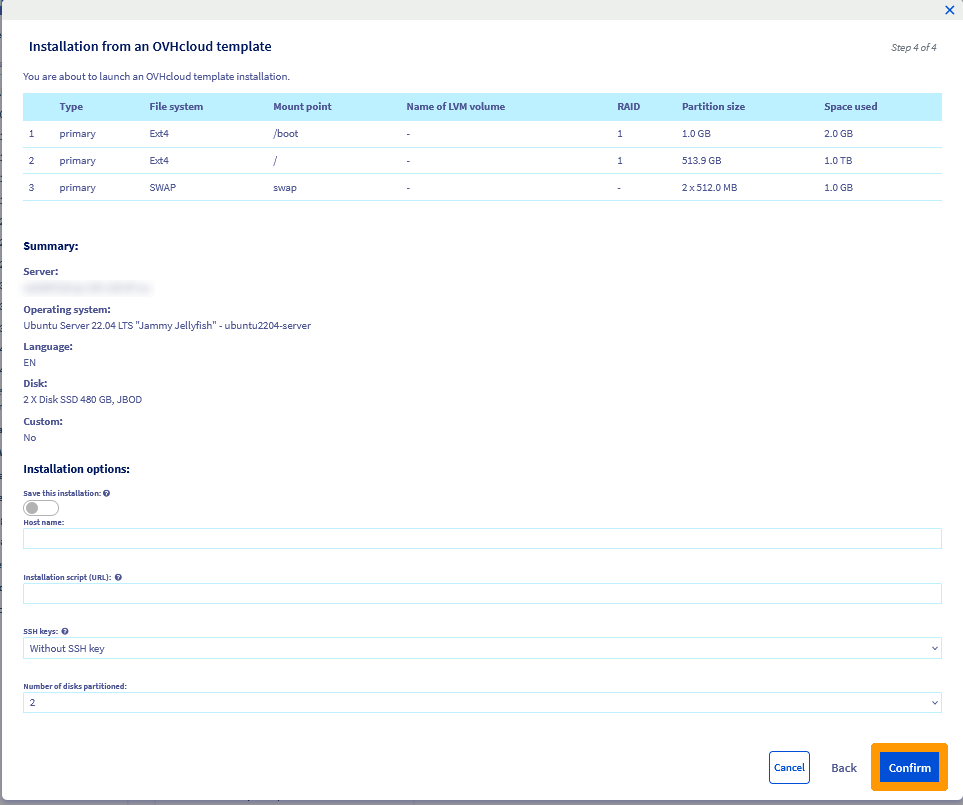 Installation from an OVHcloud template
Step 4 of 4
You are about to launch an OVHcloud template installation.
Type File system Mount point Name of LVM volume RAID Partition size Space used
1 primary Ext4 /boot - 1 1.0 GB 2.0 GB
2 primary Ext4 / - 1 513.9 GB 1.0 TB
3 primary SWAP swap - - 2 x 512.0 MB 1.0 GB
Summary:
Server:
Operating system:
Ubuntu Server 22.04 LTS "Jammy Jellyfish" - ubuntu2204-server
Language:
EN
Disk:
2 X Disk SSD 480 GB, JBOD
Custom:
No
Installation options:
Save this installation:
Host name:
Installation script (URL):
SSH keys:
Without SSH key
Number of disks partitioned:
2
Cancel Back Confirm